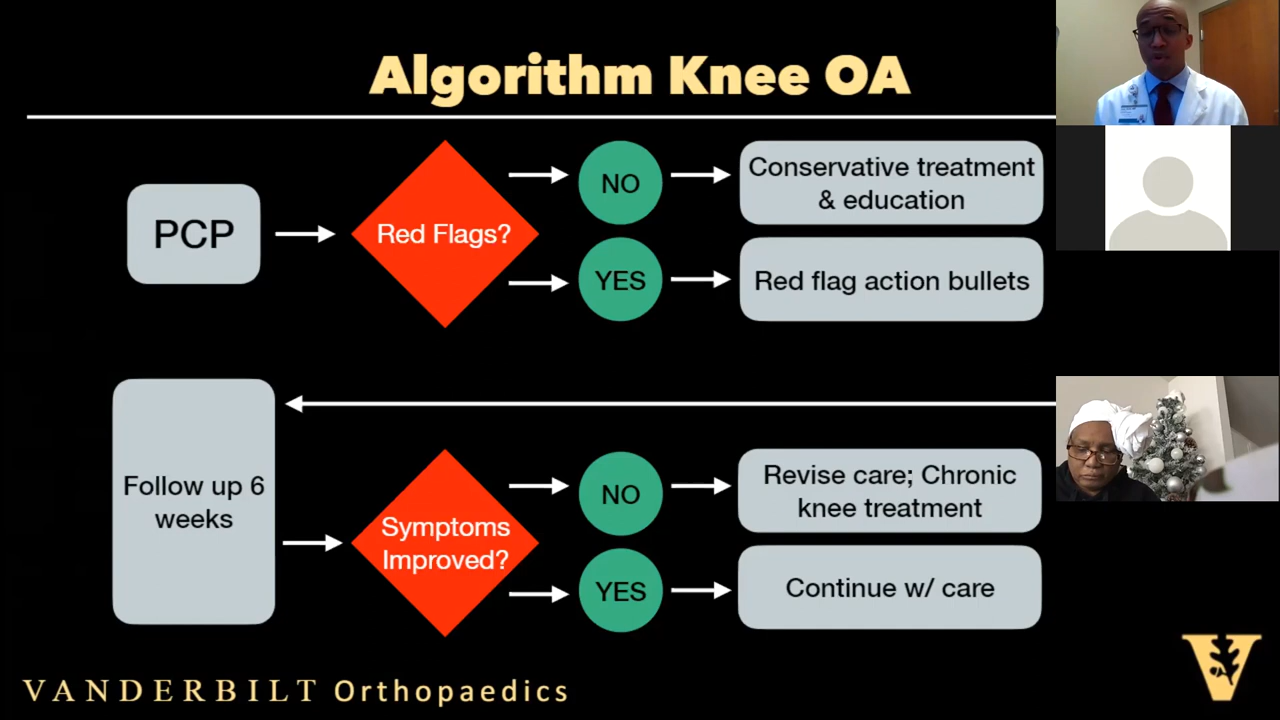 Algorithm Knee OA
PCP
Red Flags?
NO
Conservative treatment
& education
YES
Red flag action bullets
Follow up 6
weeks
Symptoms
Improved?
NO
Revise care; Chronic
knee treatment
YES
Continue w/ care
VANDERBILT Orthopaedics
V